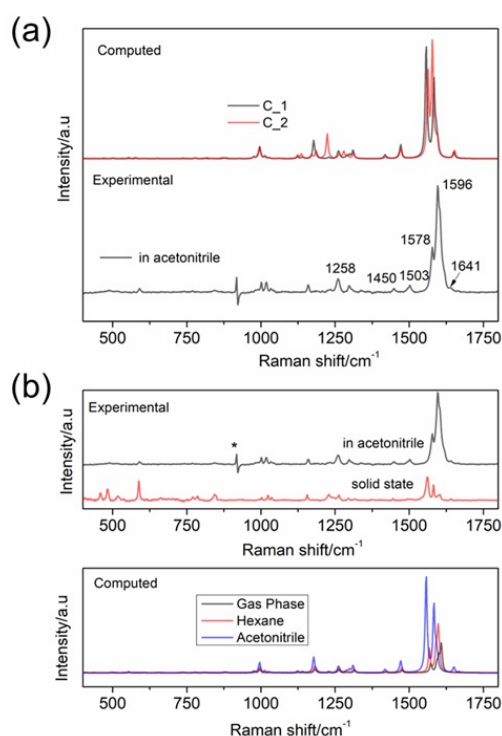 (a)
Computed
C_1
C_2
Experimental
in acetonitrile
1258
1450
1503
1578
1596
1641
Intensity/a.u
500 750 1000 1250 1500 1750
Raman shift/cm-1
(b)
Experimental
*
in acetonitrile
solid state
Intensity/a.u
500 750 1000 1250 1500 1750
Raman shift/cm-1
Computed
Gas Phase
Hexane
Acetonitrile
Intensity/a.u
500 750 1000 1250 1500 1750
Raman shift/cm-1